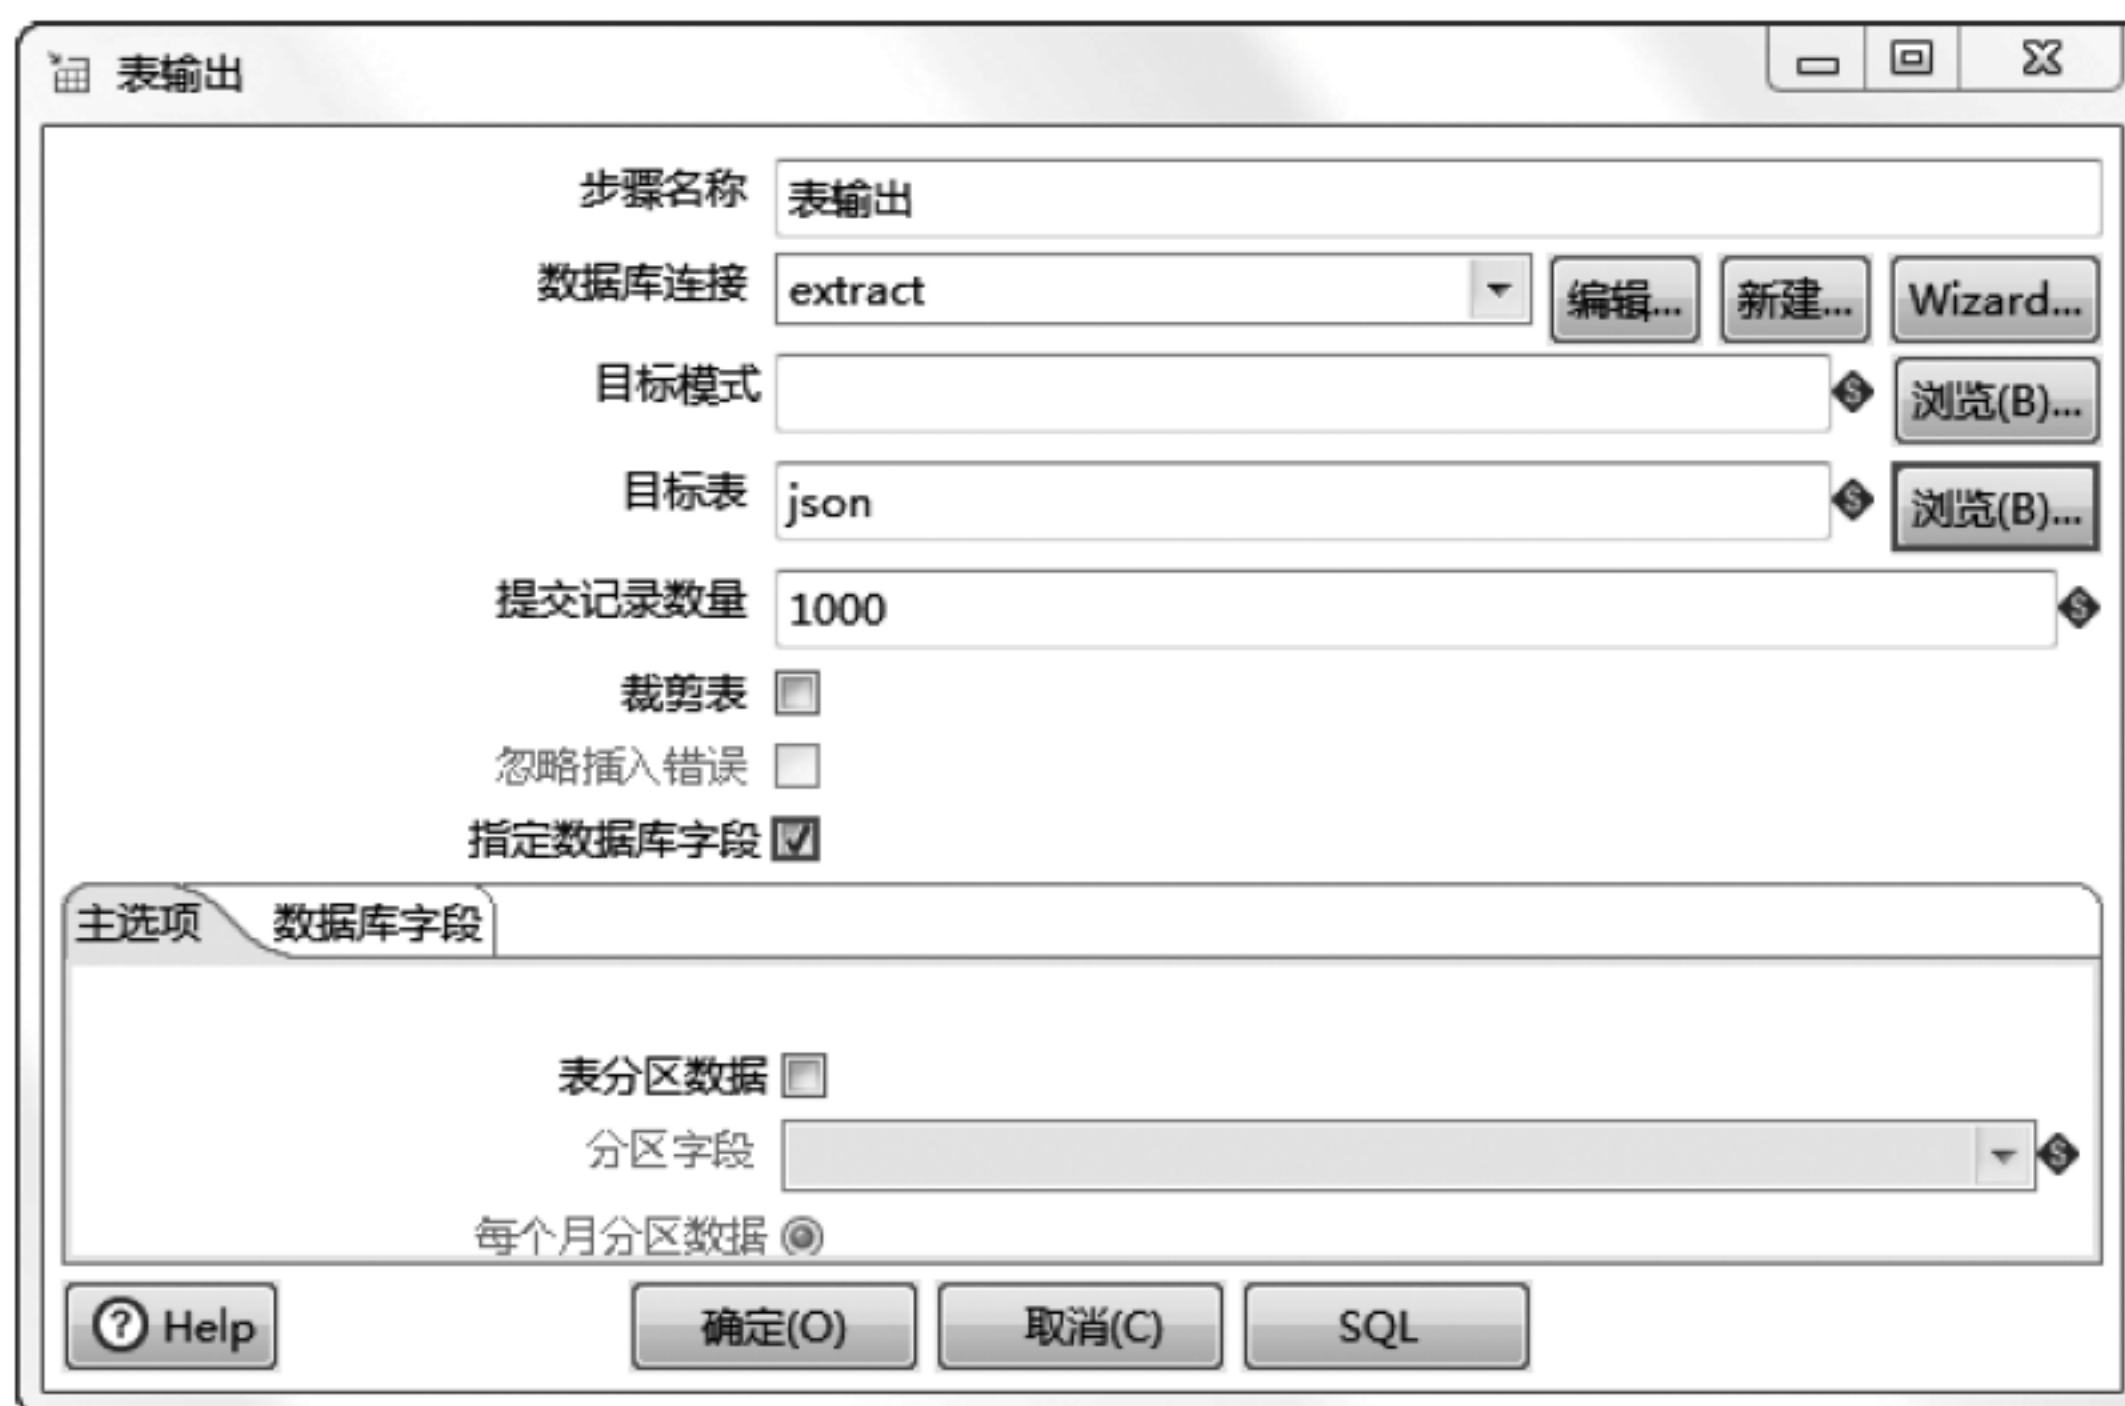 表输出
步骤名称 表输出
数据库连接 extract 编辑... 新建... Wizard...
目标模式 浏览(B)...
目标表 json 浏览(B)...
提交记录数量 1000
裁剪表
忽略插入错误
指定数据库字段
主选项 数据库字段
表分区数据
分区字段
每个月分区数据
Help 确定(O) 取消(C) SQL